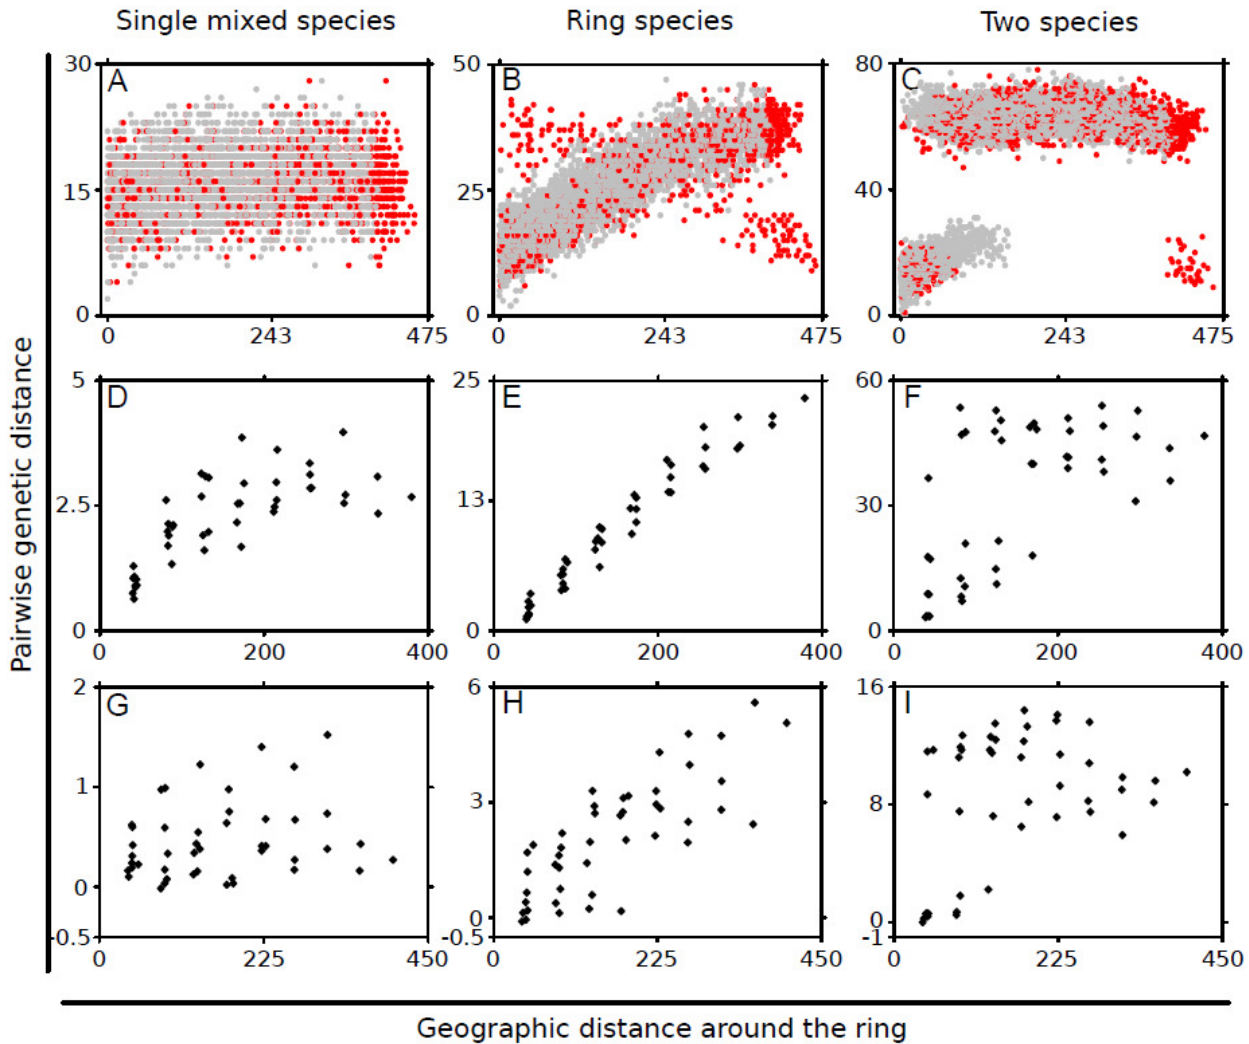 Single mixed species
Ring species
Two species
Pairwise genetic distance
A
30
15
0
0 243 475
B
50
25
0
0 243 475
C
80
40
0
0 243 475
D
5
2.5
0
0 200 400
E
25
13
0
0 200 400
F
60
30
0
0 200 400
G
2
1
0
-0.5
0 225 450
H
6
3
0
-0.5
0 225 450
I
16
8
0
-1
0 225 450
Geographic distance around the ring